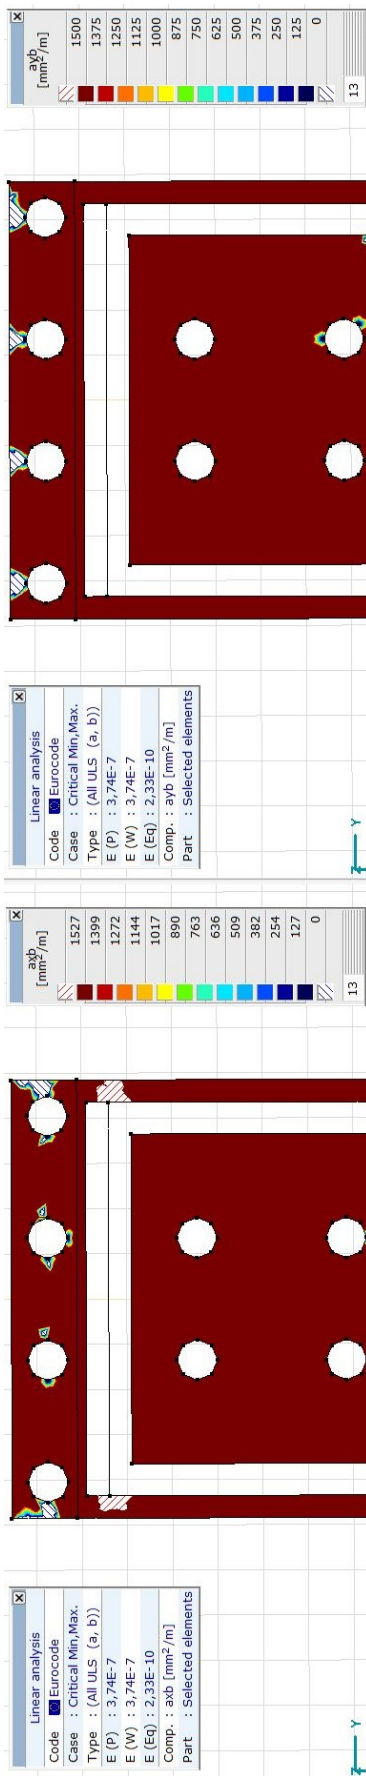 Linear analysis
Code Eurocode
Case : Critical Min,Max.
Type : (All ULS (a, b))
E (P) : 3,74E-7
E (W) : 3,74E-7
E (Eq) : 2,33E-10
Comp. : axb [mm²/m]
Part : Selected elements
axb
[mm²/m]
1527
1399
1272
1144
1017
890
763
636
509
382
254
127
0
13
Y
Linear analysis
Code Eurocode
Case : Critical Min,Max.
Type : (All ULS (a, b))
E (P) : 3,74E-7
E (W) : 3,74E-7
E (Eq) : 2,33E-10
Comp. : ayb [mm²/m]
Part : Selected elements
ayb
[mm²/m]
1500
1375
1250
1125
1000
875
750
625
500
375
250
125
0
13
Y